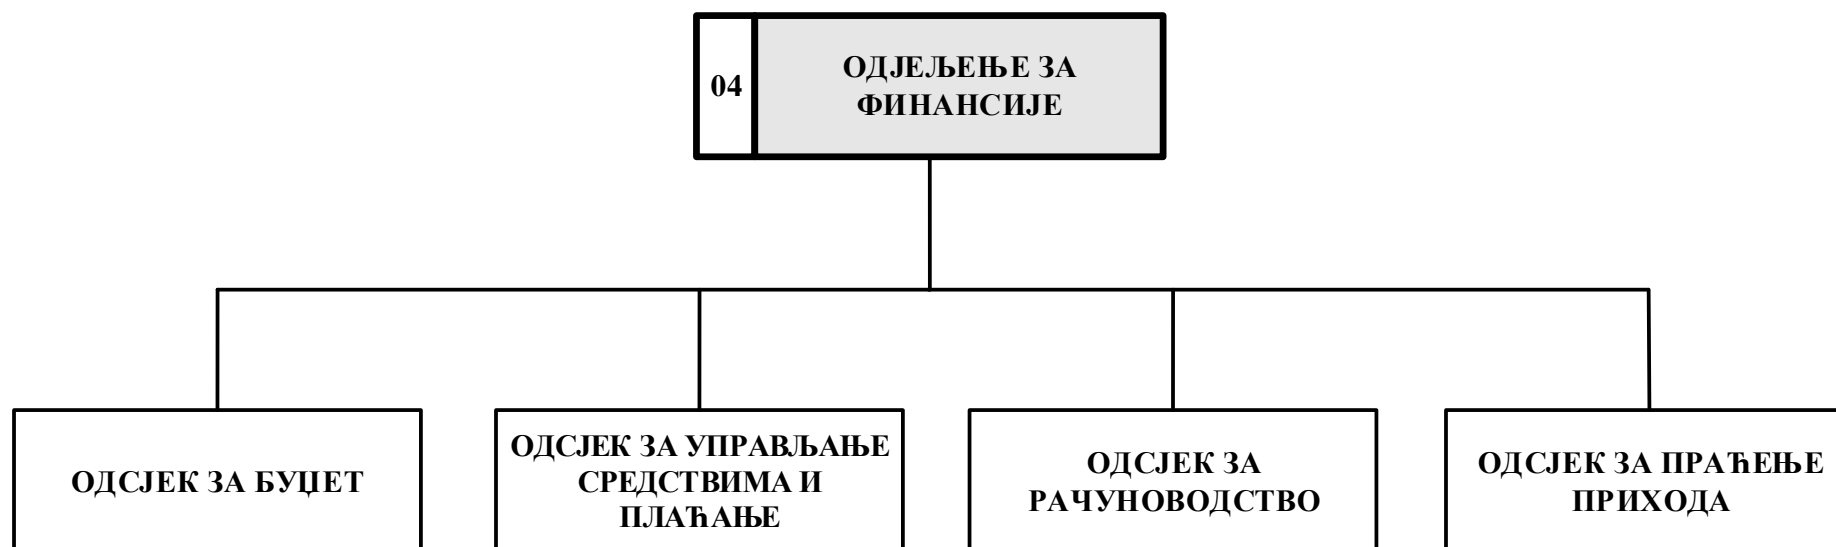 04
ОДЈЕЉЕЊЕ ЗА
ФИНАНСИЈЕ
ОДСЈЕК ЗА БУЏЕТ
ОДСЈЕК ЗА УПРАВЉАЊЕ
СРЕДСТВИМА И
ПЛАЋАЊЕ
ОДСЈЕК ЗА
РАЧУНОВОДСТВО
ОДСЈЕК ЗА ПРАЋЕЊЕ
ПРИХОДА